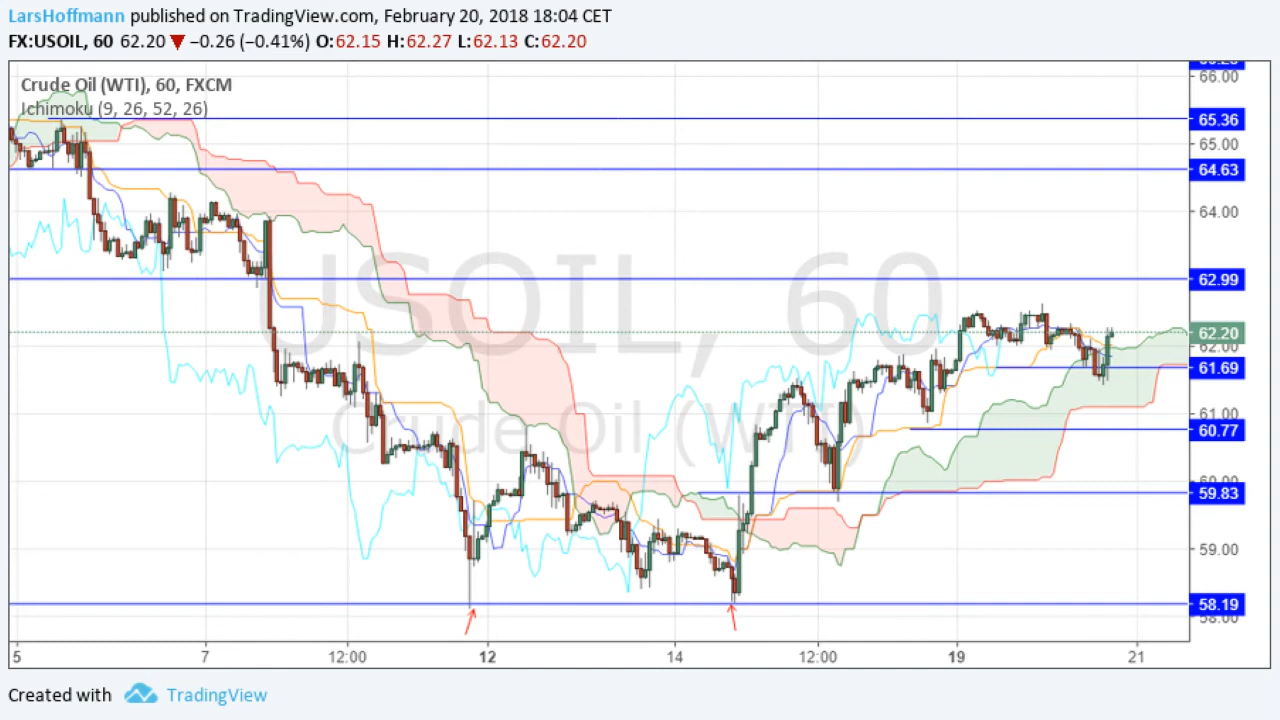 LarsHoffmann published on TradingView.com, February 20, 2018 18:04 CET
FX:USOIL, 60 62.20 ▼ −0.26 (−0.41%) O:62.15 H:62.27 L:62.13 C:62.20
Crude Oil (WTI), 60, FXCM
Ichimoku (9, 26, 52, 26)
USOIL, 60
Crude Oil (WTI)
66.00
65.36
65.00
64.63
64.00
62.99
62.20
62.00
61.69
61.00
60.77
60.00
59.83
59.00
58.19
58.00
5 7 12:00 12 14 12:00 19 21
Created with TradingView